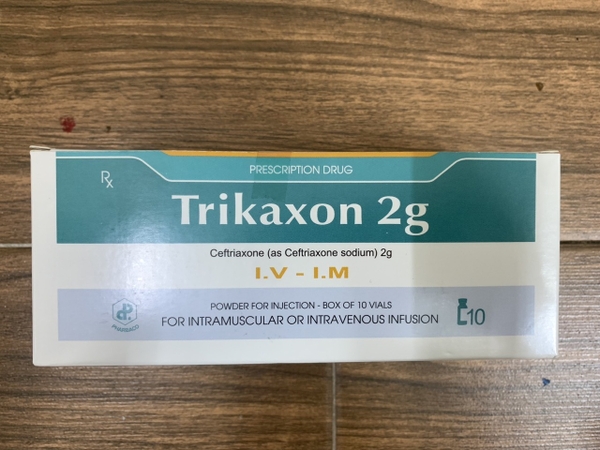 PRESCRIPTION DRUG
Rx
Trikaxon 2g
Ceftriaxone (as Ceftriaxone sodium) 2g
I.V - I.M
POWDER FOR INJECTION - BOX OF 10 VIALS
FOR INTRAMUSCULAR OR INTRAVENOUS INFUSION
10
PHARBACO